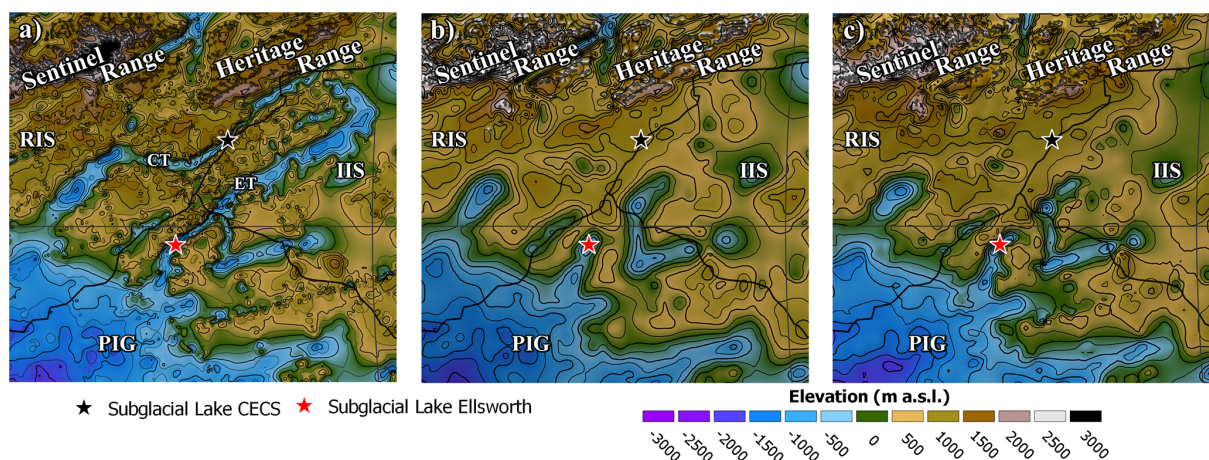 a)
Sentinel Range
Heritage Range
RIS
CT
ET
IIS
PIG
b)
Sentinel Range
Heritage Range
RIS
IIS
PIG
c)
Sentinel Range
Heritage Range
RIS
IIS
PIG
Subglacial Lake CECS
Subglacial Lake Ellsworth
Elevation (m a.s.l.)
-3000 -2500 -2000 -1500 -1000 -500 0 500 1000 1500 2000 2500 3000